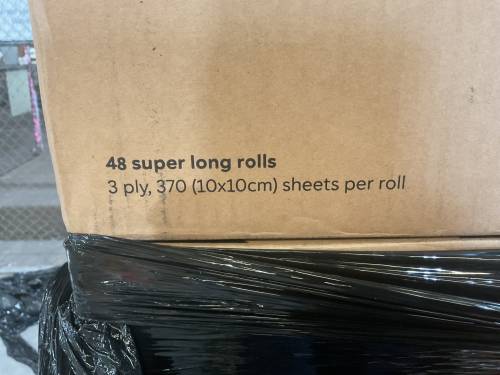 48 super long rolls
3 ply, 370 (10x10cm) sheets per roll